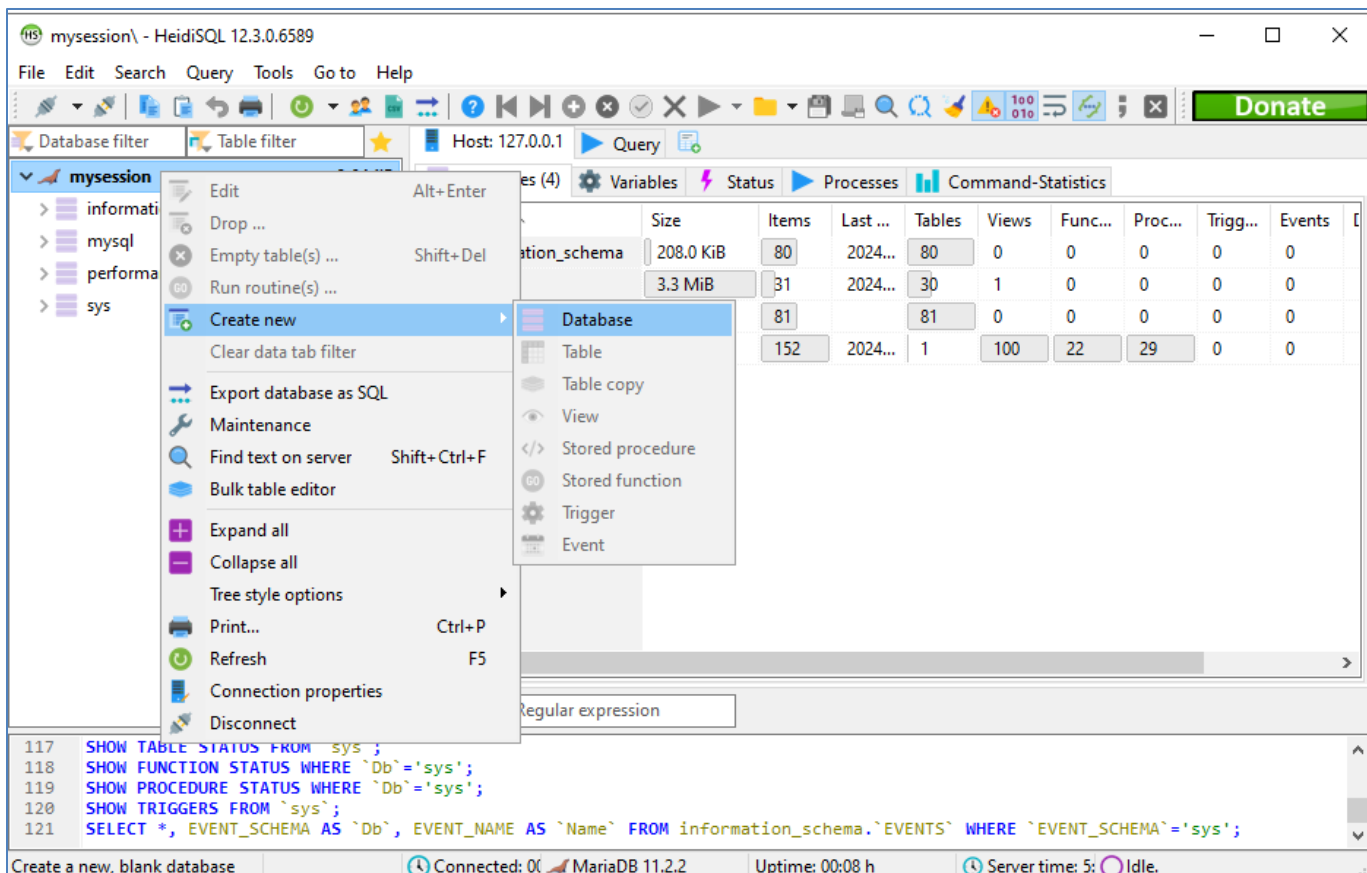 mysession\ - HeidiSQL 12.3.0.6589
File Edit Search Query Tools Go to Help
Donate
Database filter Table filter Host: 127.0.0.1 Query
mysession
es (4) Variables Status Processes Command-Statistics
informati
mysql
performa
sys
Size Items Last ... Tables Views Func... Proc... Trigg... Events
ation_schema 208.0 KiB 80 2024... 80 0 0 0 0 0
3.3 MiB 31 2024... 30 1 0 0 0 0
81 81 0 0 0 0 0
152 2024... 1 100 22 29 0 0
Edit Alt+Enter
Drop ...
Empty table(s) ... Shift+Del
Run routine(s) ...
Create new
Clear data tab filter
Export database as SQL
Maintenance
Find text on server Shift+Ctrl+F
Bulk table editor
Expand all
Collapse all
Tree style options
Print... Ctrl+P
Refresh F5
Connection properties
Disconnect
Database
Table
Table copy
View
Stored procedure
Stored function
Trigger
Event
Regular expression
117 SHOW TABLE STATUS FROM `sys`;
118 SHOW FUNCTION STATUS WHERE `Db`='sys';
119 SHOW PROCEDURE STATUS WHERE `Db`='sys';
120 SHOW TRIGGERS FROM `sys`;
121 SELECT *, EVENT_SCHEMA AS `Db`, EVENT_NAME AS `Name` FROM information_schema.`EVENTS` WHERE `EVENT_SCHEMA`='sys';
Create a new, blank database Connected: 00 MariaDB 11.2.2 Uptime: 00:08 h Server time: 5: Idle.